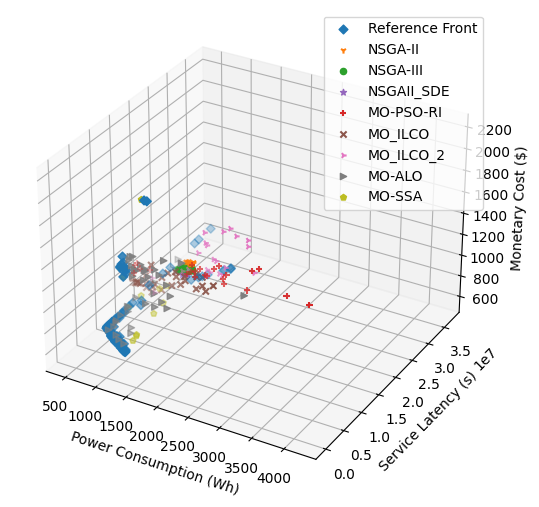 Reference Front
NSGA-II
NSGA-III
NSGAII_SDE
MO-PSO-RI
MO_ILCO
MO_ILCO_2
MO-ALO
MO-SSA
2200
2000
1800
1600
1400
1200
1000
800
600
Monetary Cost ($)
3.5
3.0
2.5
2.0
1.5
1.0
0.5
0.0
Service Latency (s) 1e7
500
1000
1500
2000
2500
3000
3500
4000
Power Consumption (Wh)